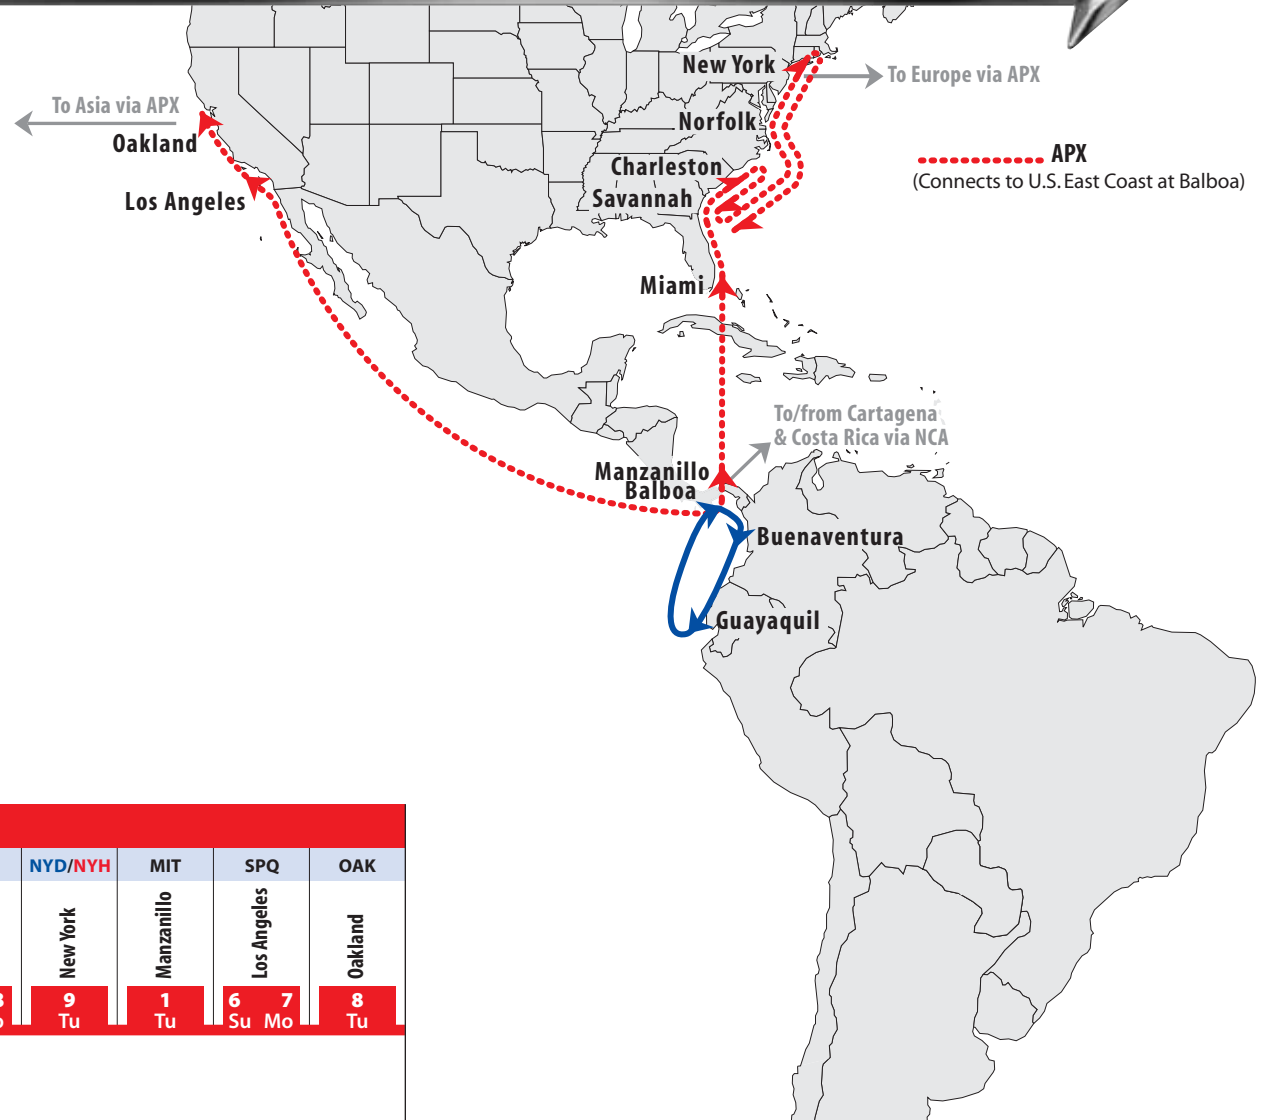 New York
To Europe via APX
To Asia via APX
Norfolk
Oakland
APX
Charleston
(Connects to U.S. East Coast at Balboa)
Savannah
Los Angeles
Miami
To/from Cartagena
& Costa Rica via NCA
Manzanillo
Balboa
Buenaventura
Guayaquil
NYD/NYH MIT SPQ OAK
New York Manzanillo Los Angeles Oakland
9 1 6 7 8
Tu Tu Su Mo Tu